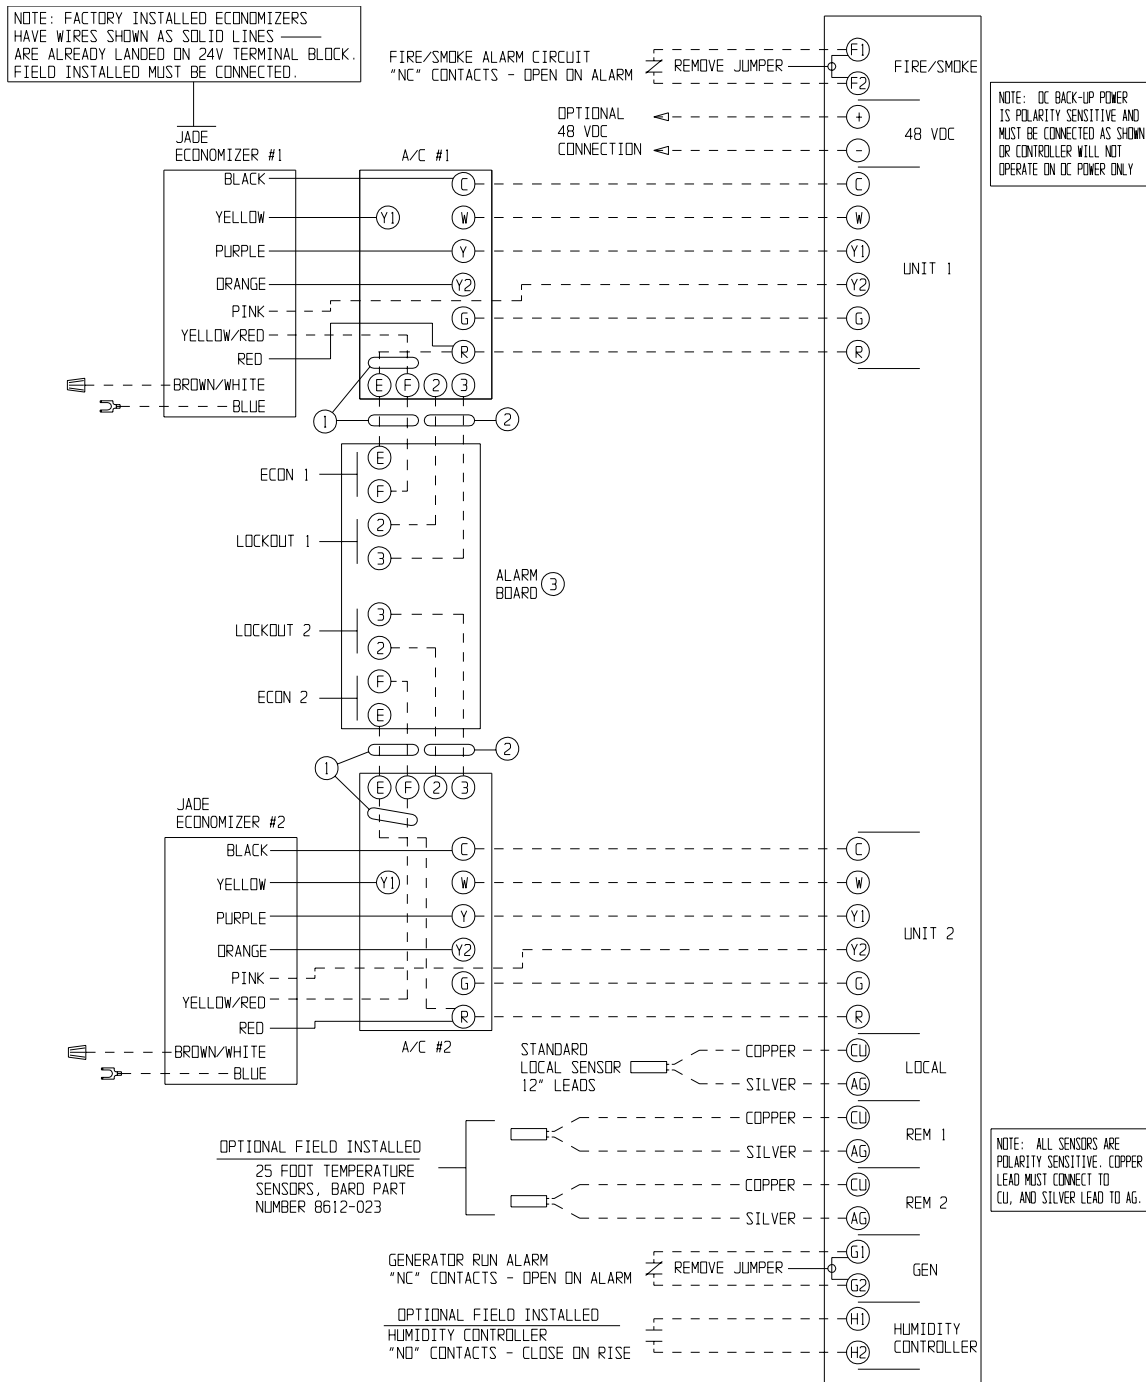 NOTE: FACTORY INSTALLED ECONOMIZERS
HAVE WIRES SHOWN AS SOLID LINES
ARE ALREADY LANDED ON 24V TERMINAL BLOCK.
FIELD INSTALLED MUST BE CONNECTED.
FIRE/SMOKE ALARM CIRCUIT
"NC" CONTACTS - OPEN ON ALARM
REMOVE JUMPER
F1
F2
FIRE/SMOKE
OPTIONAL
48 VDC
CONNECTION
+
-
48 VDC
NOTE: DC BACK-UP POWER
IS POLARITY SENSITIVE AND
MUST BE CONNECTED AS SHOWN
OR CONTROLLER WILL NOT
OPERATE ON DC POWER ONLY
JADE
ECONOMIZER #1
BLACK
YELLOW
PURPLE
ORANGE
PINK
YELLOW/RED
RED
BROWN/WHITE
BLUE
A/C #1
Y1
C
W
Y
Y2
G
R
E F 2 3
C
W
Y1
Y2
G
R
UNIT 1
1
2
ECON 1
E
F
LOCKOUT 1
2
3
ALARM
BOARD
3
LOCKOUT 2
3
2
ECON 2
F
E
1
2
E F 2 3
JADE
ECONOMIZER #2
BLACK
YELLOW
PURPLE
ORANGE
PINK
YELLOW/RED
RED
BROWN/WHITE
BLUE
Y1
C
W
Y
Y2
G
R
A/C #2
C
W
Y1
Y2
G
R
UNIT 2
STANDARD
LOCAL SENSOR
12" LEADS
COPPER
SILVER
CU
AG
LOCAL
OPTIONAL FIELD INSTALLED
25 FOOT TEMPERATURE
SENSORS, BARD PART
NUMBER 8612-023
COPPER
SILVER
CU
AG
REM 1
COPPER
SILVER
CU
AG
REM 2
NOTE: ALL SENSORS ARE
POLARITY SENSITIVE. COPPER
LEAD MUST CONNECT TO
CU, AND SILVER LEAD TO AG.
GENERATOR RUN ALARM
"NC" CONTACTS - OPEN ON ALARM
REMOVE JUMPER
G1
G2
GEN
OPTIONAL FIELD INSTALLED
HUMIDITY CONTROLLER
"NO" CONTACTS - CLOSE ON RISE
H1
H2
HUMIDITY
CONTROLLER